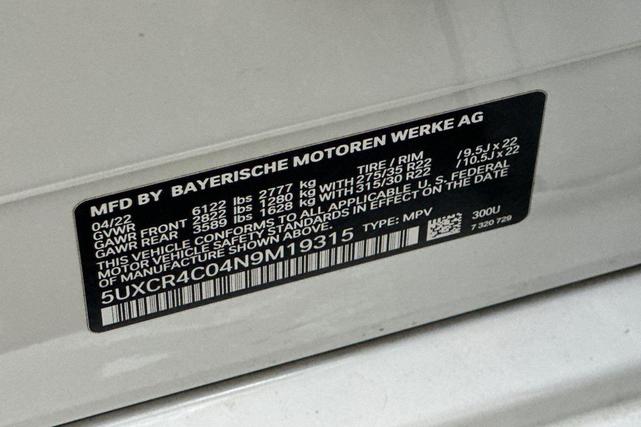 MFD BY BAYERISCHE MOTOREN WERKE AG
04/22 TIRE / RIM
GVWR 6122 lbs 2777 kg
GAWR FRONT 2822 lbs 1280 kg WITH 275/35 R22 / 9.5J x 22
GAWR REAR 3589 lbs 1628 kg WITH 315/30 R22 / 10.5J x 22
THIS VEHICLE CONFORMS TO ALL APPLICABLE U. S. FEDERAL
MOTOR VEHICLE SAFETY STANDARDS IN EFFECT ON THE DATE
OF MANUFACTURE SHOWN ABOVE.
5UXCR4C04N9M19315 TYPE: MPV 300U
7 320 729